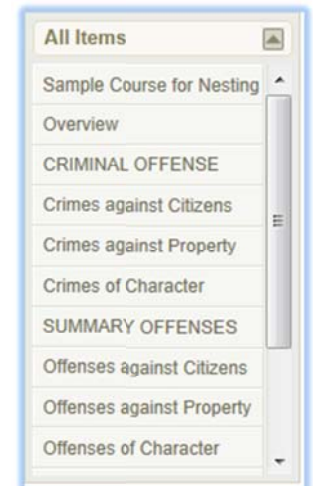 All Items
Sample Course for Nesting
Overview
CRIMINAL OFFENSE
Crimes against Citizens
Crimes against Property
Crimes of Character
SUMMARY OFFENSES
Offenses against Citizens
Offenses against Property
Offenses of Character